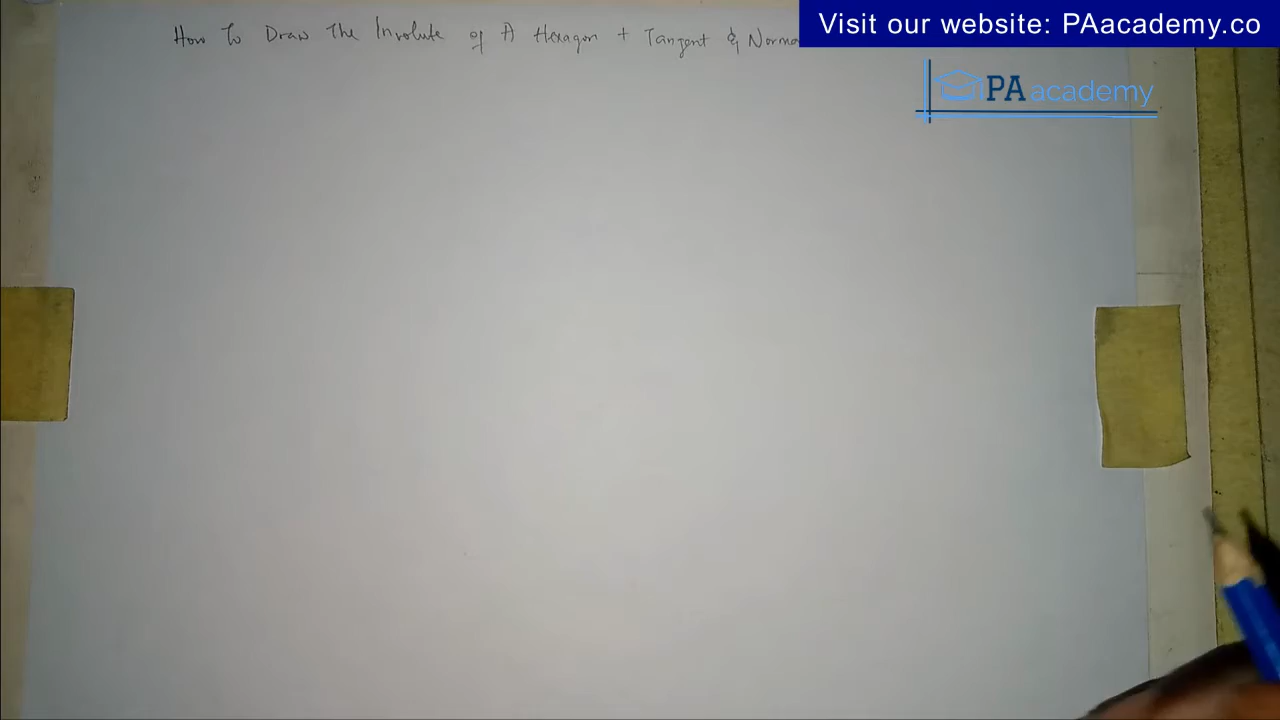 Visit our website: PAacademy.co
How To Draw The Involute of A Hexagon + Tangent & Norma
PA academy